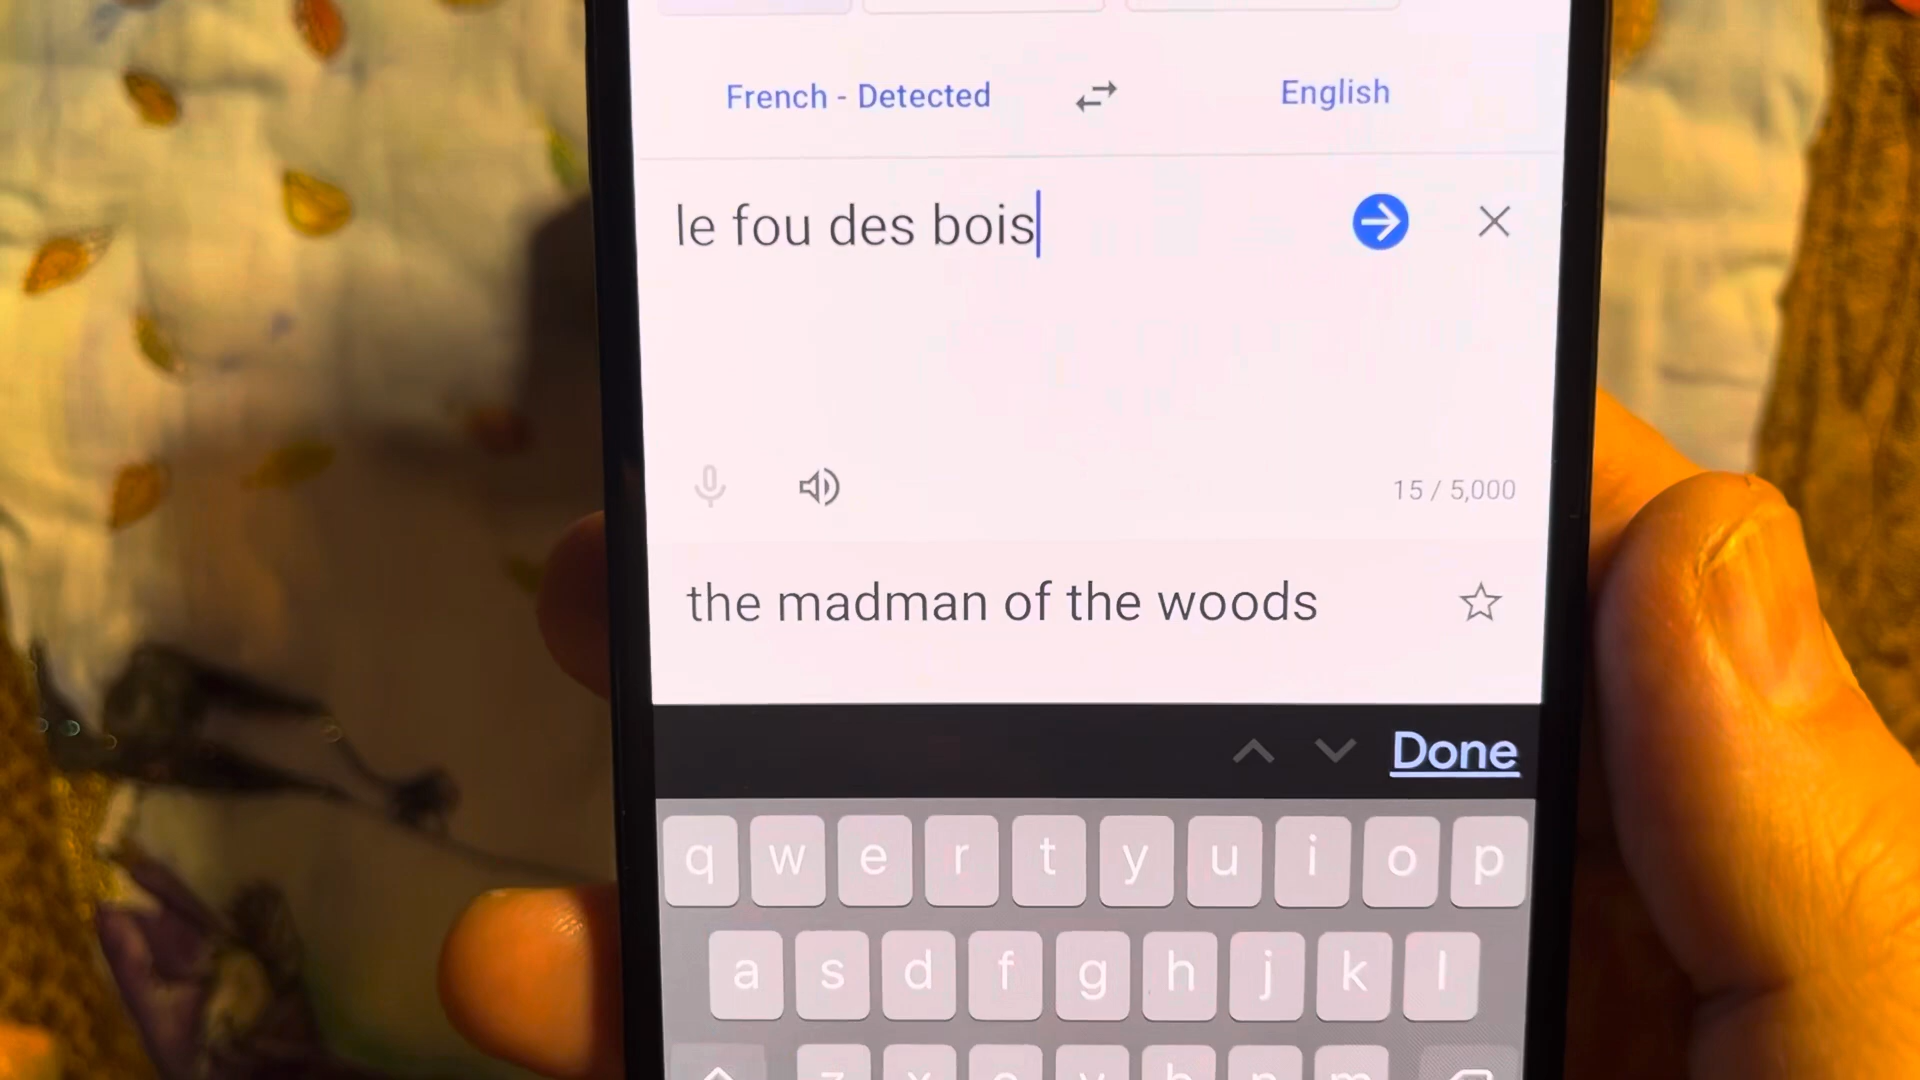 French - Detected English
le fou des bois
15 / 5,000
the madman of the woods
Done
q w e r t y u i o p
a s d f g h j k l
z x c v b n m